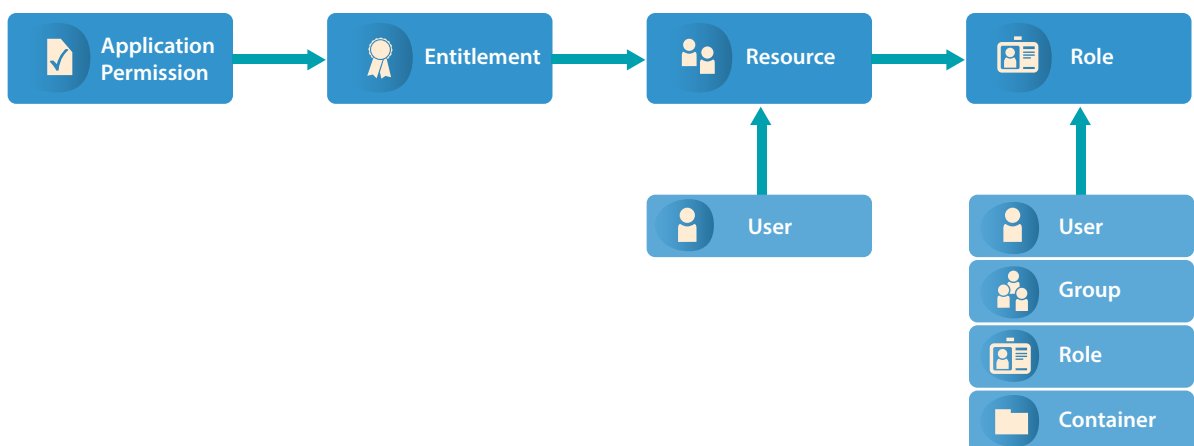 Application
Permission
Entitlement
Resource
Role
User
User
Group
Role
Container